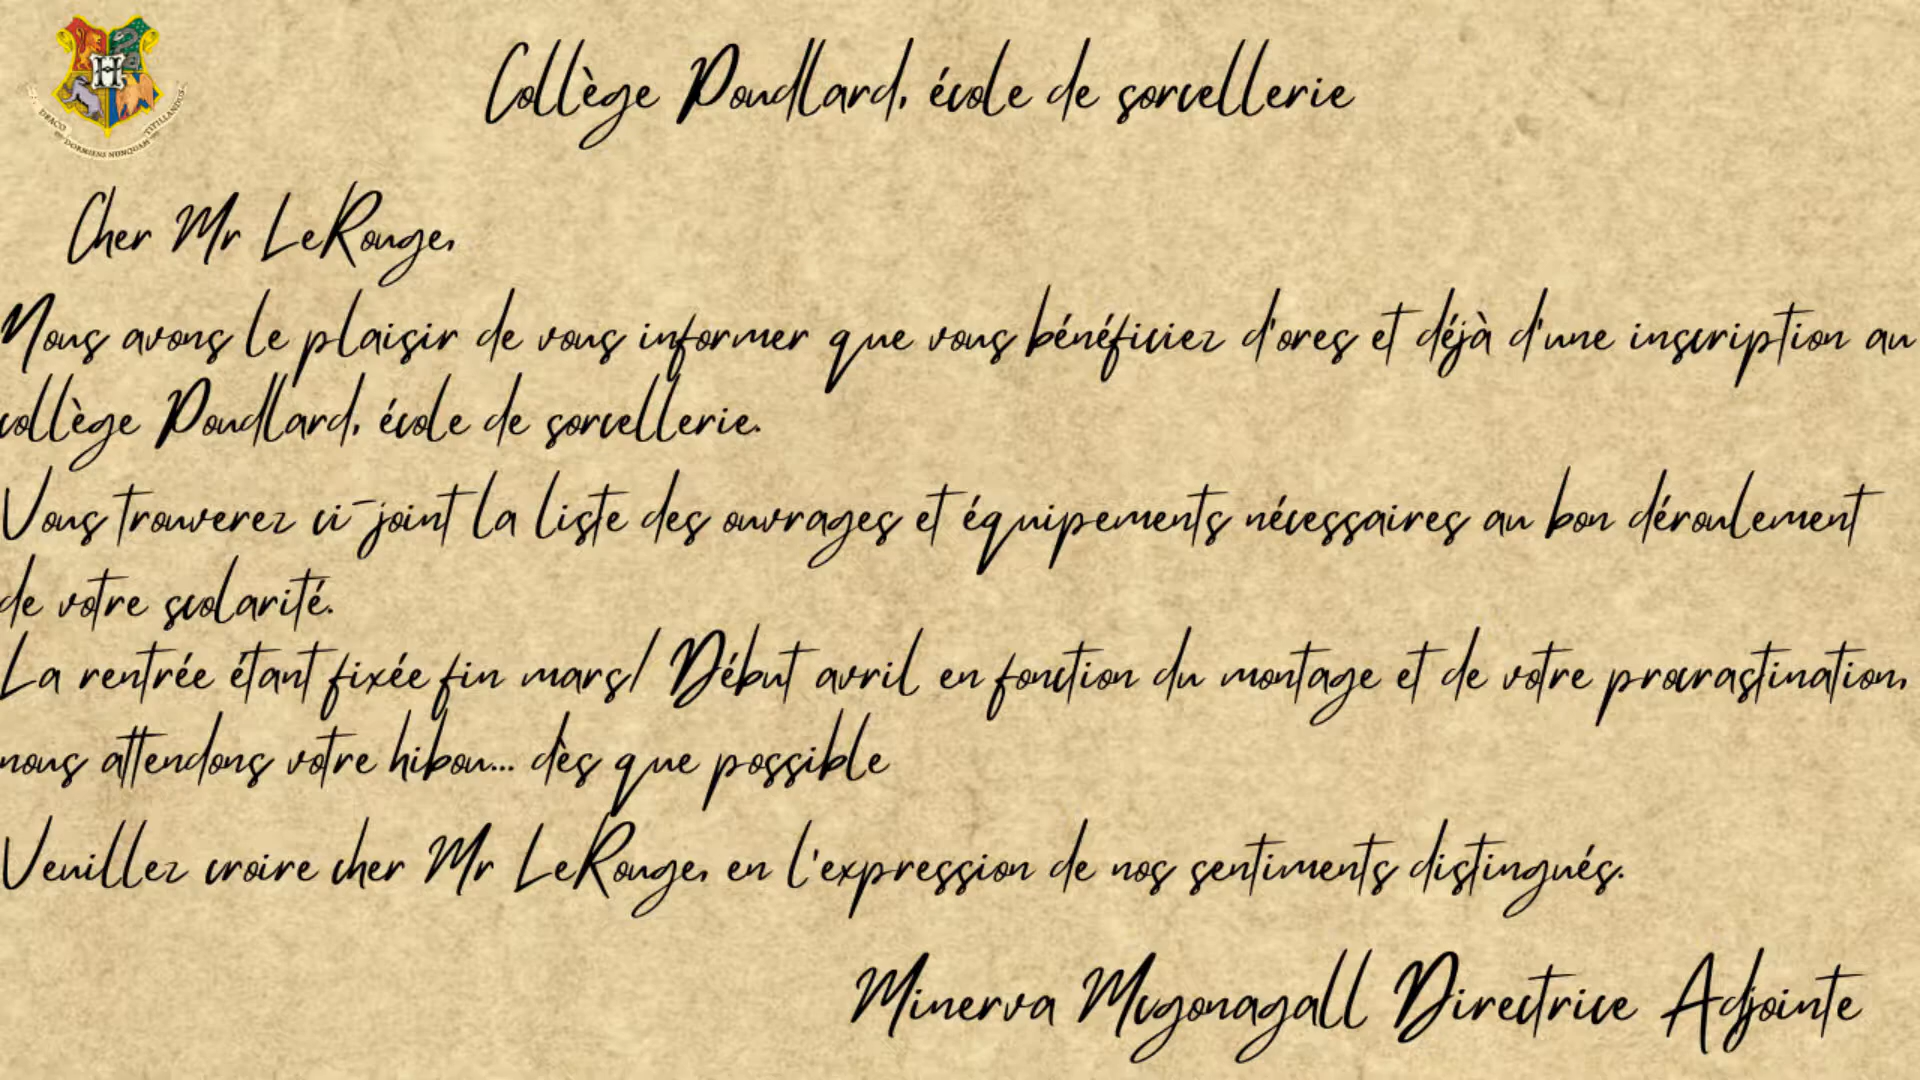 DRACO DORMIENS NUNQUAM TITILLANDUS
Collège Poudlard, école de sorcellerie
Cher Mr LeRouge,
Nous avons le plaisir de vous informer que vous bénéficiez d'ores et déjà d'une inscription au
collège Poudlard, école de sorcellerie.
Vous trouverez ci-joint la liste des ouvrages et équipements nécessaires au bon déroulement
de votre scolarité.
La rentrée étant fixée fin mars/ Début avril en fonction du montage et de votre procrastination,
nous attendons votre hibou... dès que possible
Veuillez croire cher Mr LeRouge, en l'expression de nos sentiments distingués.
Minerva Mcgonagall Directrice Adjointe